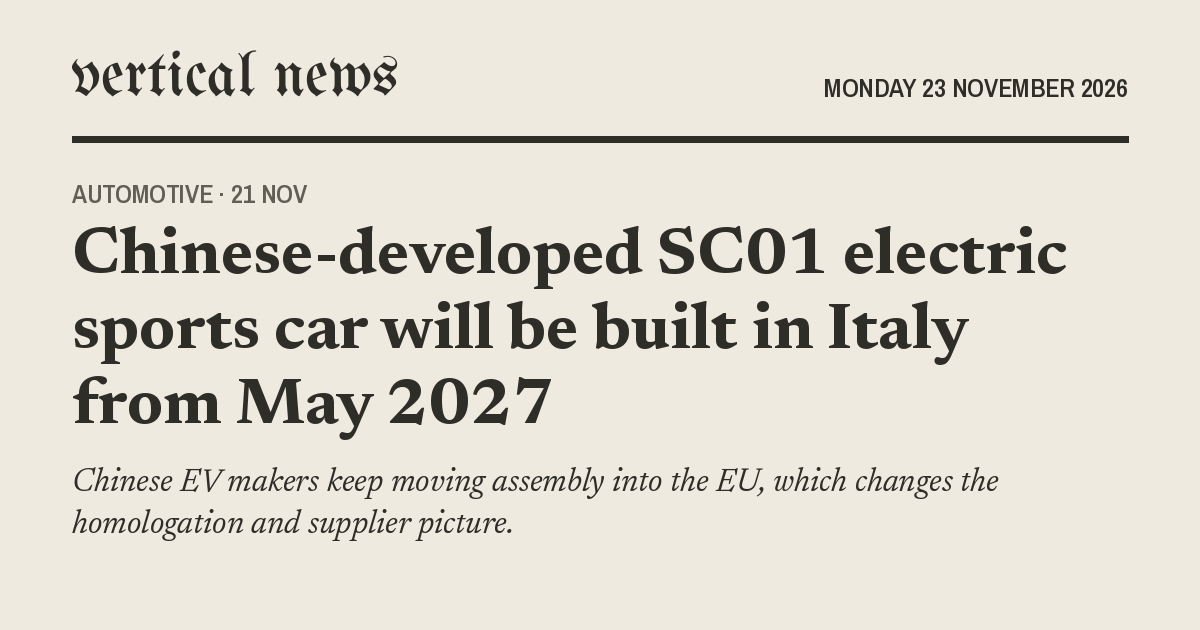 vertical news
MONDAY 23 NOVEMBER 2026
AUTOMOTIVE · 21 NOV
Chinese-developed SC01 electric
sports car will be built in Italy
from May 2027
Chinese EV makers keep moving assembly into the EU, which changes the
homologation and supplier picture.